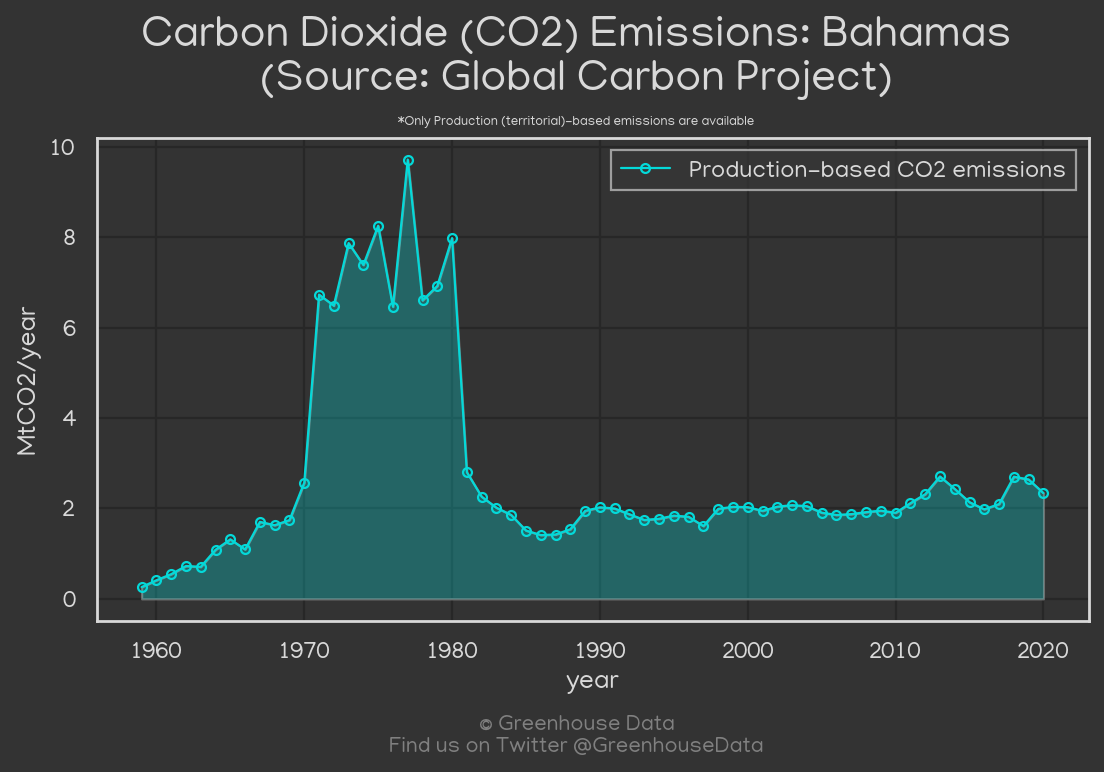 Carbon Dioxide (CO2) Emissions: Bahamas
(Source: Global Carbon Project)
*Only Production (territorial)-based emissions are available
Production-based CO2 emissions
MtCO2/year
10
8
6
4
2
0
1960 1970 1980 1990 2000 2010 2020
year
© Greenhouse Data
Find us on Twitter @GreenhouseData